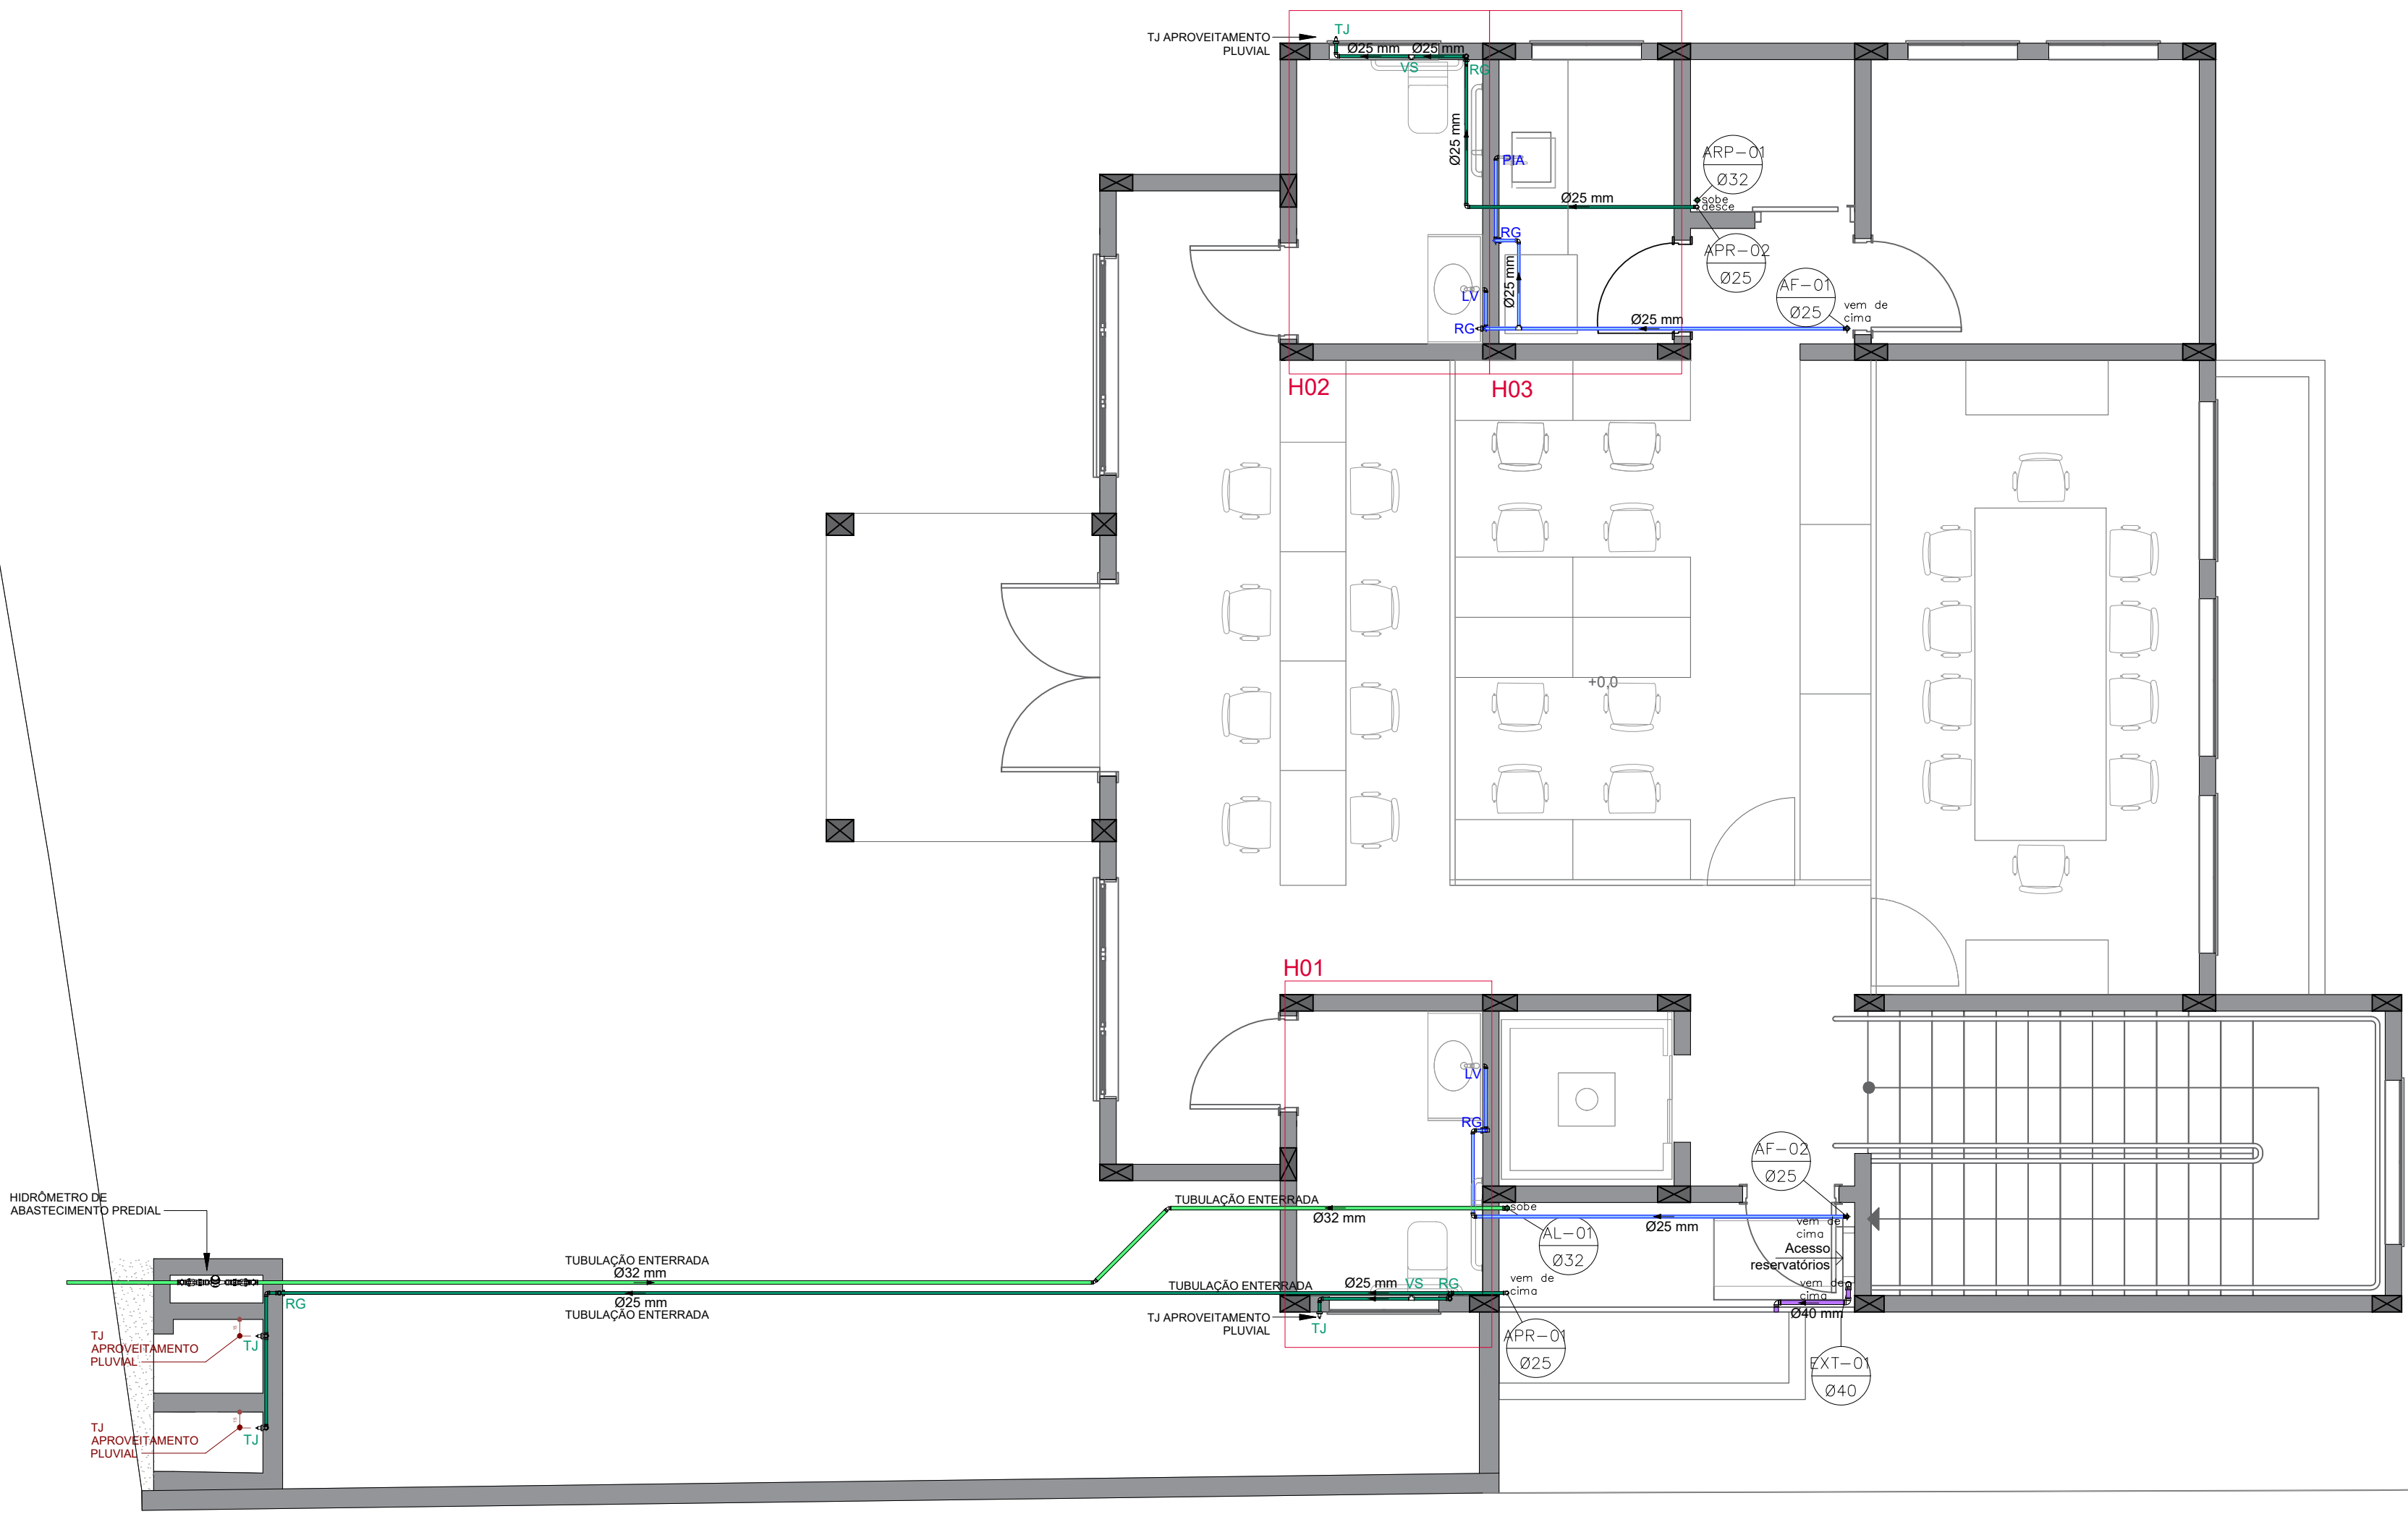 TJ
TJ APROVEITAMENTO
PLUVIAL
Ø25 mm
Ø25 mm
VS
RG
Ø25 mm
PIA
ARP-01
Ø32
sobe
desce
Ø25 mm
APR-02
Ø25
RG
Ø25 mm
AF-01
Ø25
vem de
cima
LV
RG
Ø25 mm
H02
H03
+0,0
H01
LV
RG
AF-02
Ø25
vem de
cima
HIDRÔMETRO DE
ABASTECIMENTO PREDIAL
TUBULAÇÃO ENTERRADA
Ø32 mm
sobe
Ø25 mm
AL-01
Ø32
Acesso
reservatórios
TUBULAÇÃO ENTERRADA
Ø32 mm
TUBULAÇÃO ENTERRADA
Ø25 mm
VS
RG
vem de
cima
vem de
cima
Ø40 mm
RG
Ø25 mm
TUBULAÇÃO ENTERRADA
TJ APROVEITAMENTO
PLUVIAL
TJ
APR-01
Ø25
EXT-01
Ø40
TJ
APROVEITAMENTO
PLUVIAL
TJ
TJ
APROVEITAMENTO
PLUVIAL
TJ